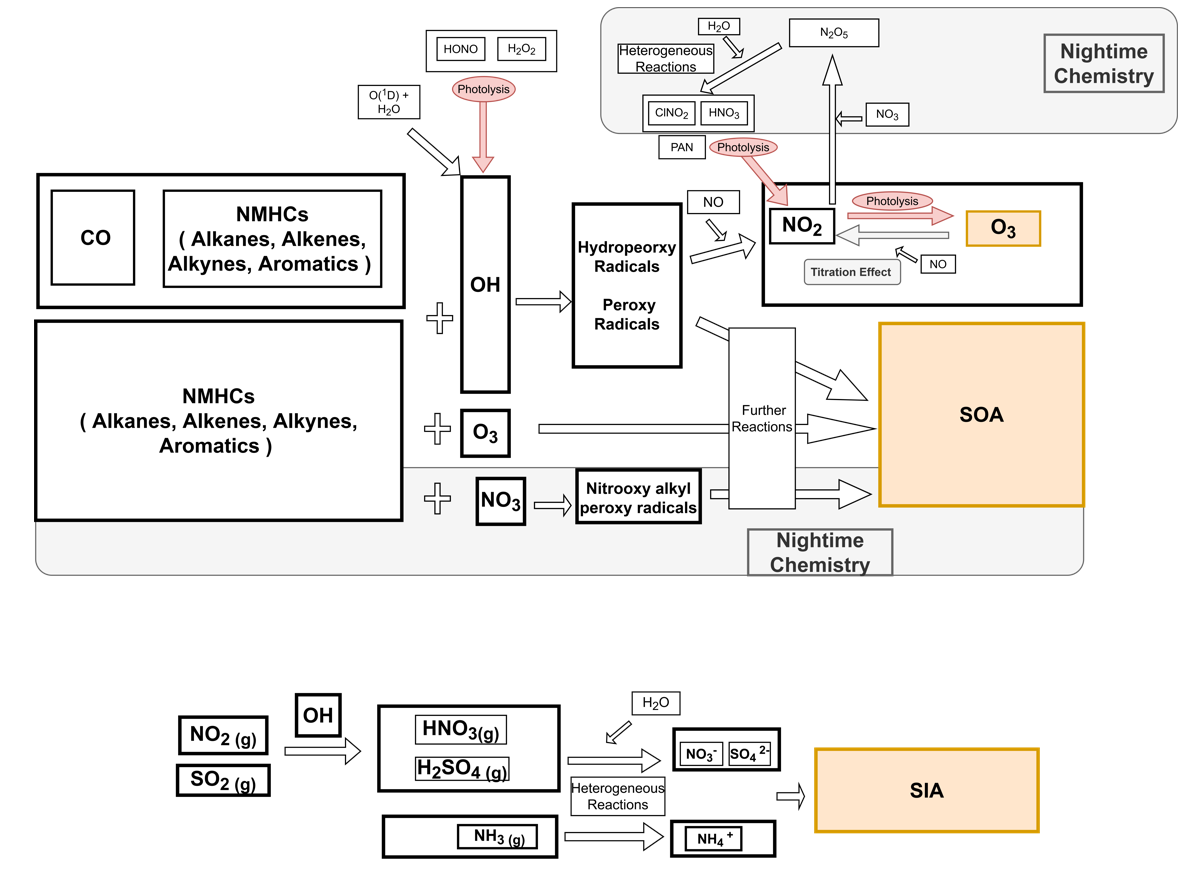 HONO
H₂O₂
Photolysis
O(¹D) +
H₂O
H₂O
N₂O₅
Heterogeneous
Reactions
Nightime
Chemistry
ClNO₂
HNO₃
NO₃
PAN
Photolysis
CO
NMHCs
( Alkanes, Alkenes,
Alkynes, Aromatics )
OH
Hydropeorxy
Radicals
Peroxy
Radicals
NO
NO₂
Photolysis
O₃
Titration Effect
NO
NMHCs
( Alkanes, Alkenes, Alkynes,
Aromatics )
O₃
Further
Reactions
SOA
NO₃
Nitrooxy alkyl
peroxy radicals
Nightime
Chemistry
NO₂ (g)
SO₂ (g)
OH
HNO₃(g)
H₂SO₄ (g)
H₂O
Heterogeneous
Reactions
NO₃⁻
SO₄ ²⁻
NH₃ (g)
NH₄ ⁺
SIA